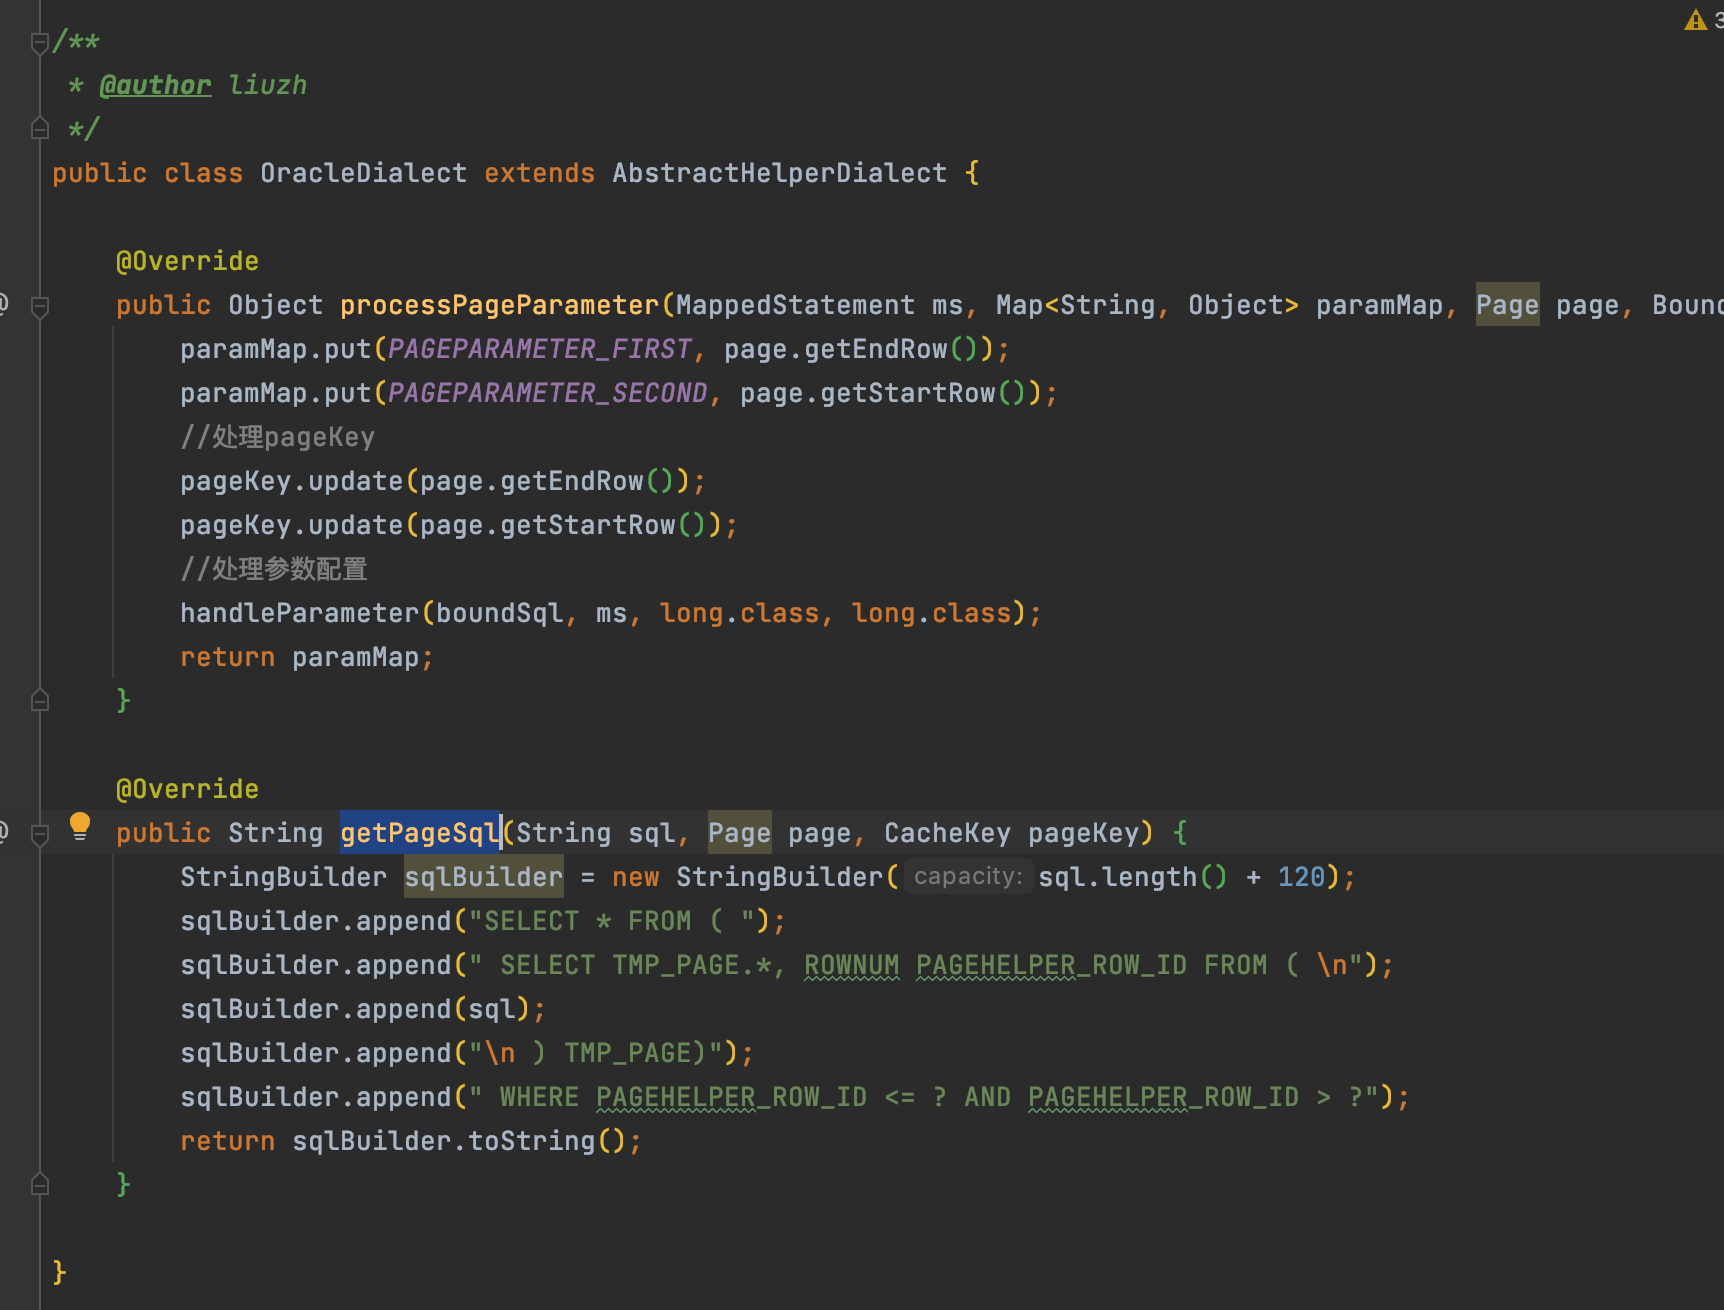 3
/**
 * @author liuzh
 */
public class OracleDialect extends AbstractHelperDialect {
@Override
public Object processPageParameter(MappedStatement ms, Map<String, Object> paramMap, Page page, Bound
paramMap.put(PAGEPARAMETER_FIRST, page.getEndRow());
paramMap.put(PAGEPARAMETER_SECOND, page.getStartRow());
//处理pageKey
pageKey.update(page.getEndRow());
pageKey.update(page.getStartRow());
//处理参数配置
handleParameter(boundSql, ms, long.class, long.class);
return paramMap;
}
@Override
public String getPageSql(String sql, Page page, CacheKey pageKey) {
StringBuilder sqlBuilder = new StringBuilder( capacity: sql.length() + 120);
sqlBuilder.append("SELECT * FROM ( ");
sqlBuilder.append(" SELECT TMP_PAGE.*, ROWNUM PAGEHELPER_ROW_ID FROM ( \n");
sqlBuilder.append(sql);
sqlBuilder.append("\n ) TMP_PAGE)");
sqlBuilder.append(" WHERE PAGEHELPER_ROW_ID <= ? AND PAGEHELPER_ROW_ID > ?");
return sqlBuilder.toString();
}
}